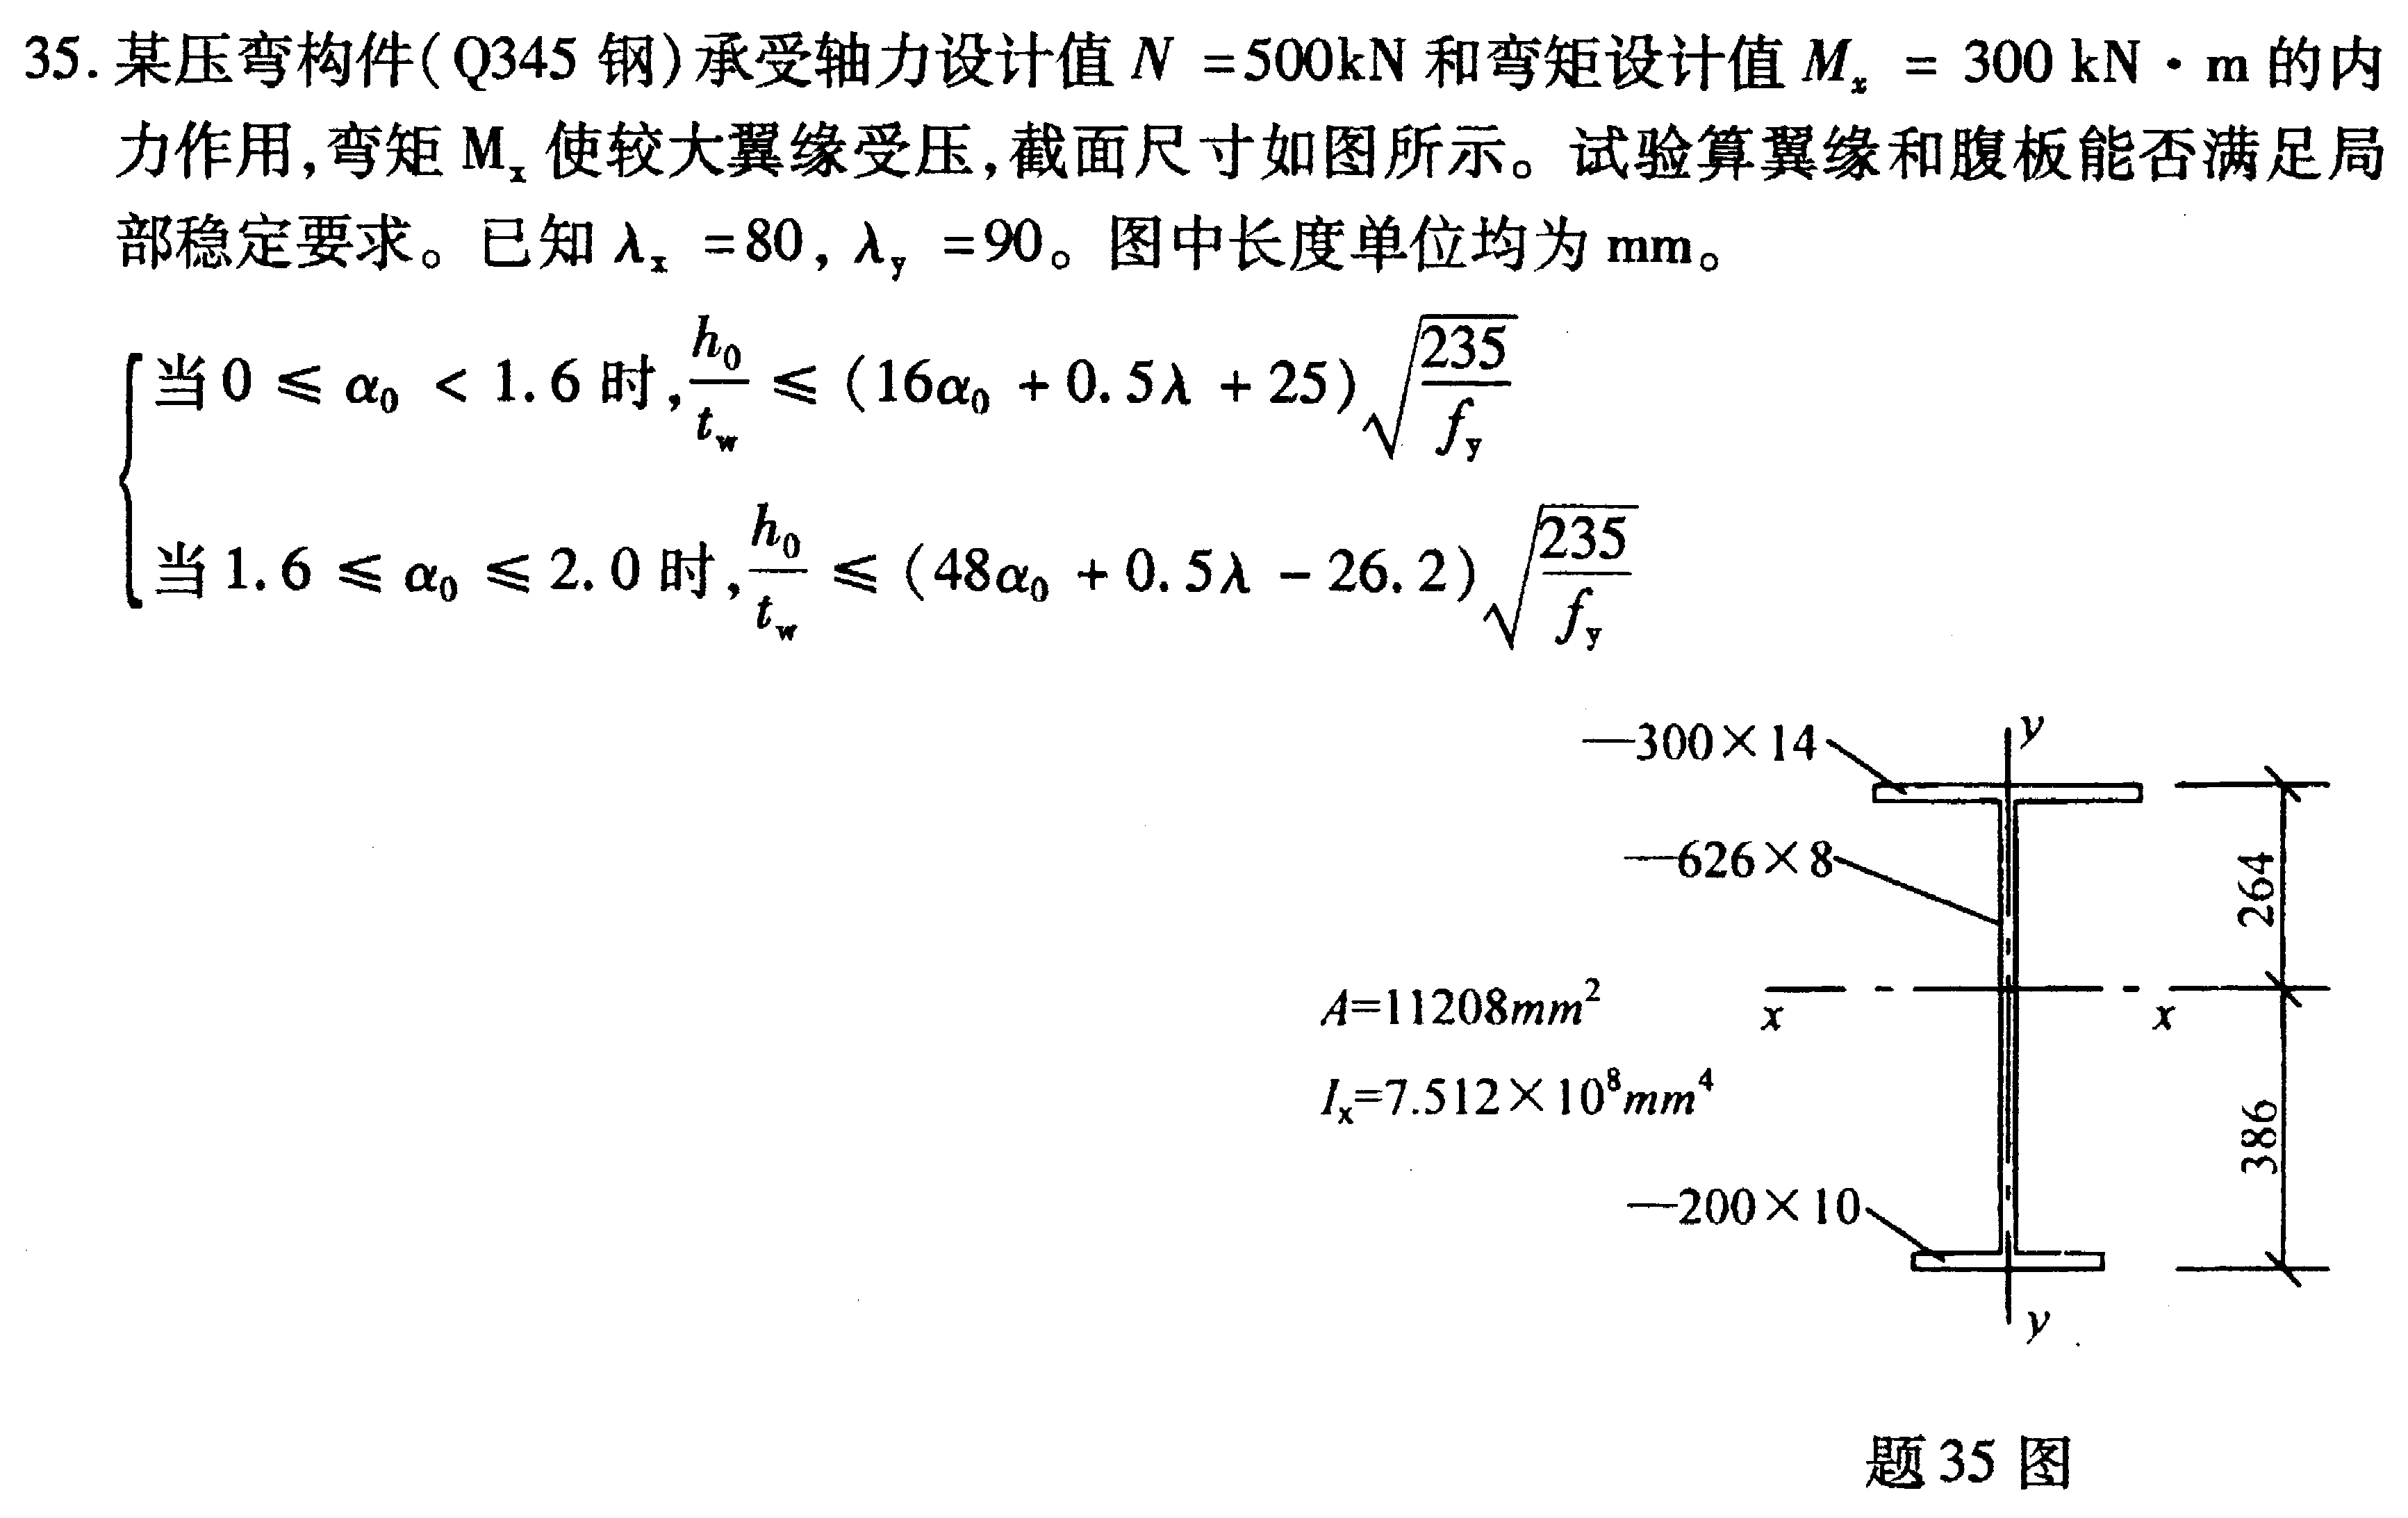 35. 某压弯构件(Q345 钢)承受轴力设计值 N =500kN 和弯矩设计值 Mₓ = 300 kN·m 的内
力作用,弯矩 Mₓ 使较大翼缘受压,截面尺寸如图所示。试验算翼缘和腹板能否满足局
部稳定要求。已知 λₓ =80, λ_y =90。图中长度单位均为 mm。
当 0 ≤ α₀ < 1.6 时, h₀/t_w ≤ (16α₀ + 0.5λ + 25)√(235/f_y)
当 1.6 ≤ α₀ ≤ 2.0 时, h₀/t_w ≤ (48α₀ + 0.5λ - 26.2)√(235/f_y)
y
—300×14
—626×8
264
A=11208mm²
x x
Iₓ=7.512×10⁸mm⁴
386
—200×10
y
题 35 图